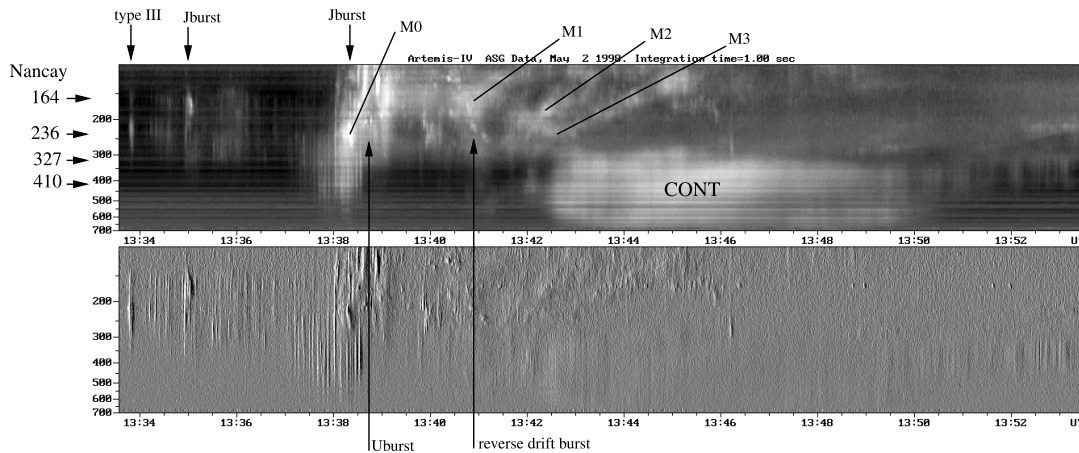 type III
Jburst
Jburst
M0
M1
M2
M3
Artemis-IV ASG Data, May 2 1998. Integration time=1.00 sec
Nancay
164
236
327
410
200
300
400
500
600
700
CONT
13:34 13:36 13:38 13:40 13:42 13:44 13:46 13:48 13:50 13:52
200
300
400
500
600
700
13:34 13:36 13:38 13:40 13:42 13:44 13:46 13:48 13:50 13:52
Uburst
reverse drift burst